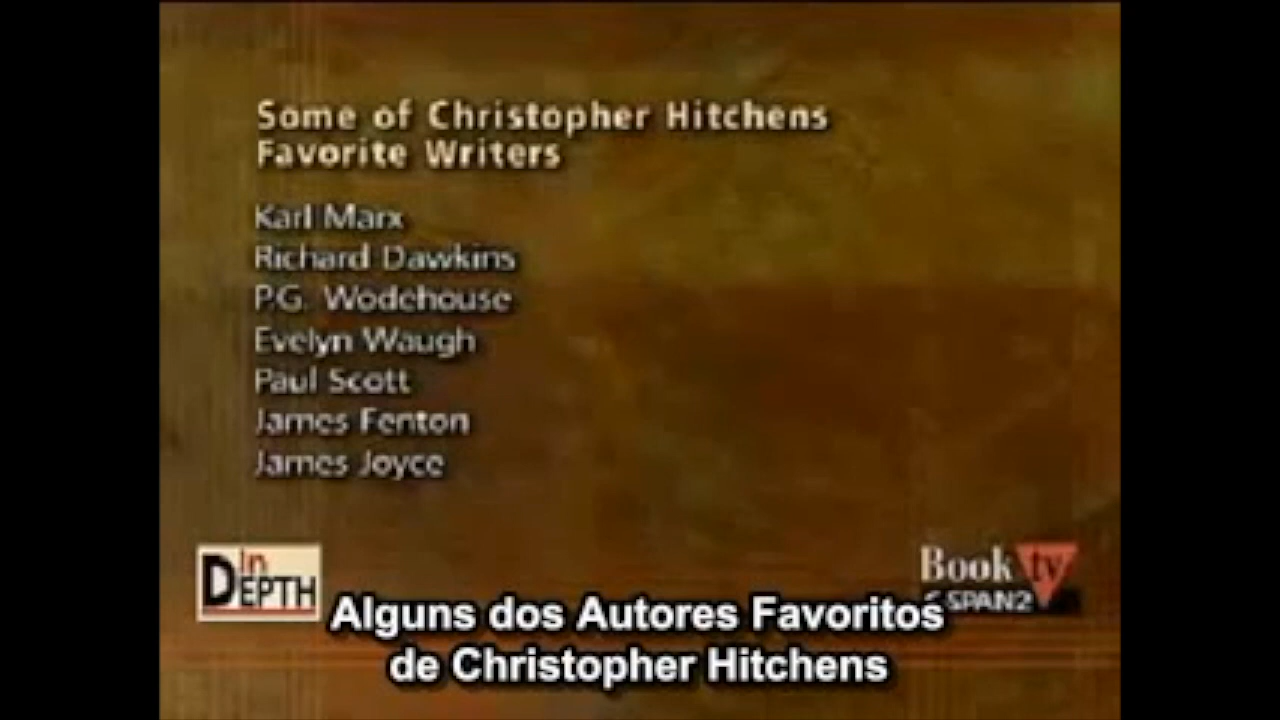 Some of Christopher Hitchens
Favorite Writers
Karl Marx
Richard Dawkins
P.G. Wodehouse
Evelyn Waugh
Paul Scott
James Fenton
James Joyce
In
DEPTH
Book tv
C-SPAN2
Alguns dos Autores Favoritos
de Christopher Hitchens